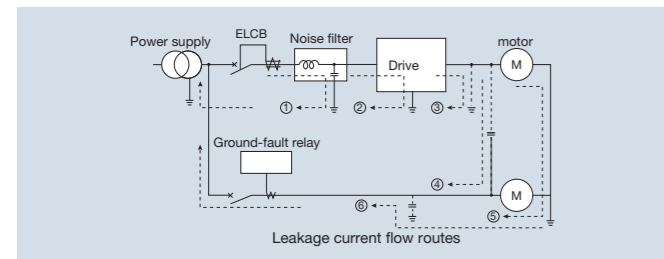 ELCB
Noise filter
Power supply
Drive
motor
M
①
②
③
Ground-fault relay
④
⑥
M
⑤
Leakage current flow routes